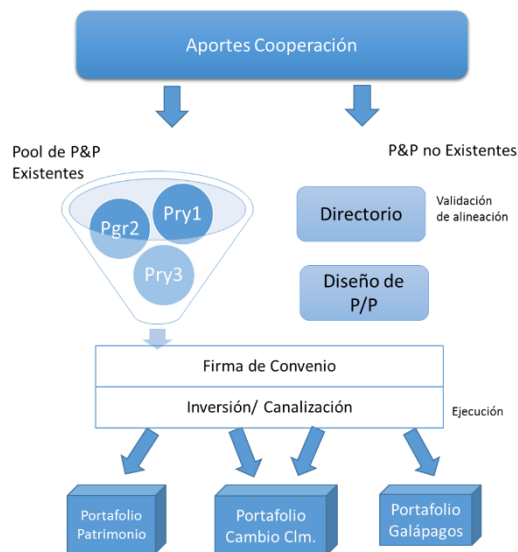 Aportes Cooperación
Pool de P&P
Existentes
P&P no Existentes
Pgr2
Pry1
Pry3
Directorio
Validación
de alineación
Diseño de
P/P
Firma de Convenio
Inversión/ Canalización
Ejecución
Portafolio
Patrimonio
Portafolio
Cambio Clm.
Portafolio
Galápagos